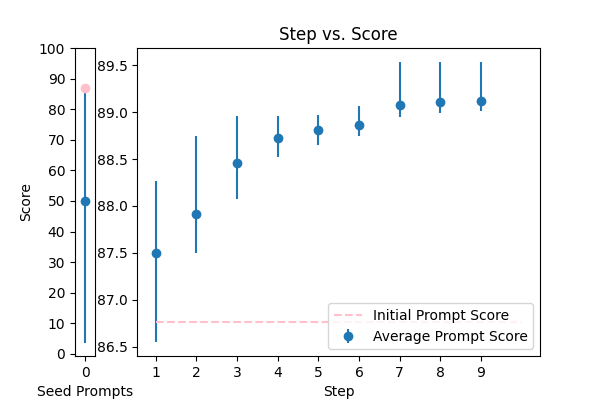 Step vs. Score
Score
100
90
80
70
60
50
40
30
20
10
0
0
Seed Prompts
89.5
89.0
88.5
88.0
87.5
87.0
86.5
1 2 3 4 5 6 7 8 9
Step
Initial Prompt Score
Average Prompt Score